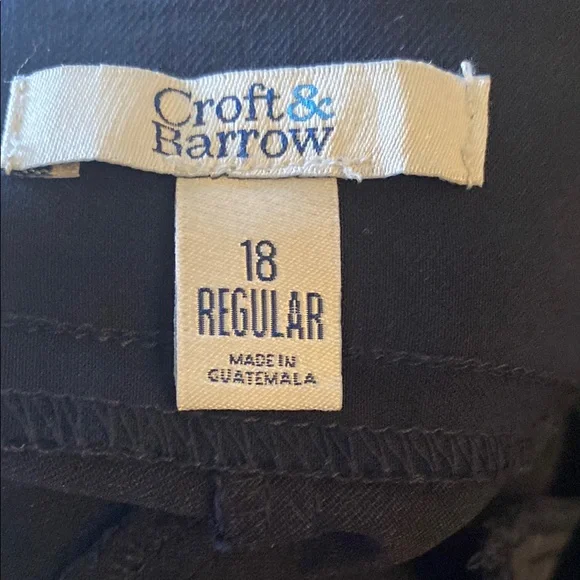 Croft&
Barrow
18
REGULAR
MADE IN
GUATEMALA